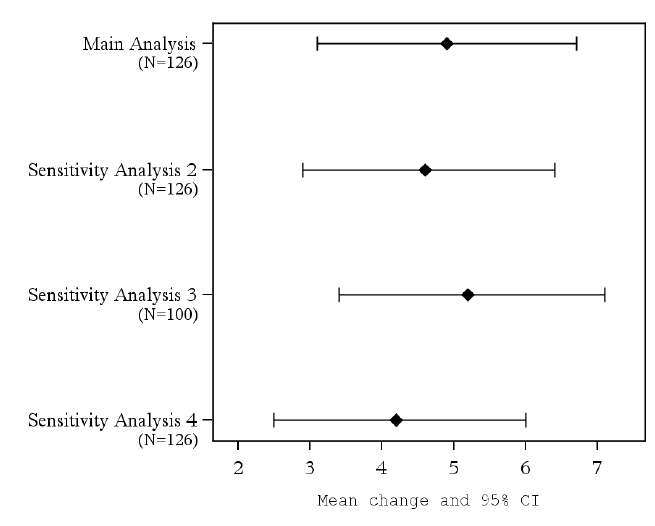 Main Analysis
(N=126)
Sensitivity Analysis 2
(N=126)
Sensitivity Analysis 3
(N=100)
Sensitivity Analysis 4
(N=126)
2 3 4 5 6 7
Mean change and 95% CI